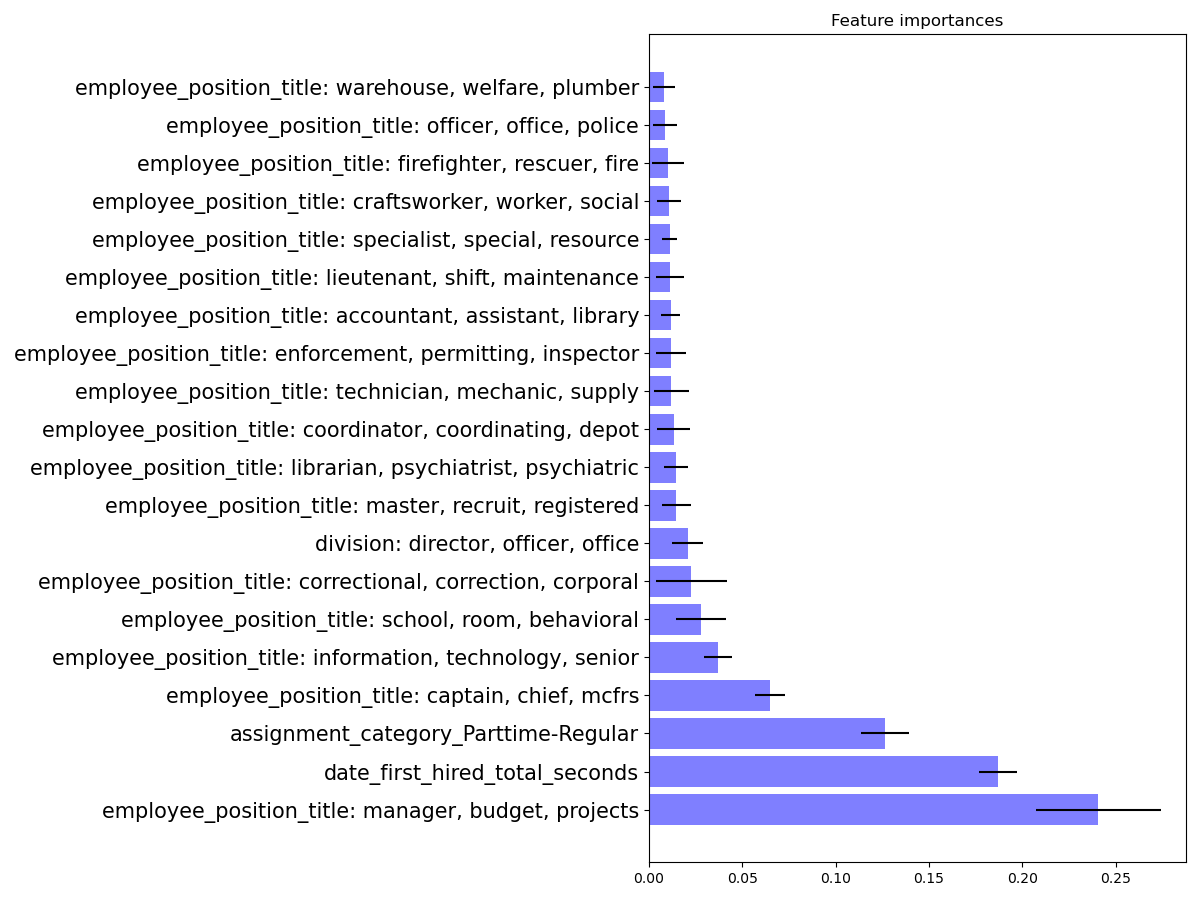 Feature importances
employee_position_title: warehouse, welfare, plumber
employee_position_title: officer, office, police
employee_position_title: firefighter, rescuer, fire
employee_position_title: craftsworker, worker, social
employee_position_title: specialist, special, resource
employee_position_title: lieutenant, shift, maintenance
employee_position_title: accountant, assistant, library
employee_position_title: enforcement, permitting, inspector
employee_position_title: technician, mechanic, supply
employee_position_title: coordinator, coordinating, depot
employee_position_title: librarian, psychiatrist, psychiatric
employee_position_title: master, recruit, registered
division: director, officer, office
employee_position_title: correctional, correction, corporal
employee_position_title: school, room, behavioral
employee_position_title: information, technology, senior
employee_position_title: captain, chief, mcfrs
assignment_category_Parttime-Regular
date_first_hired_total_seconds
employee_position_title: manager, budget, projects
0.00 0.05 0.10 0.15 0.20 0.25